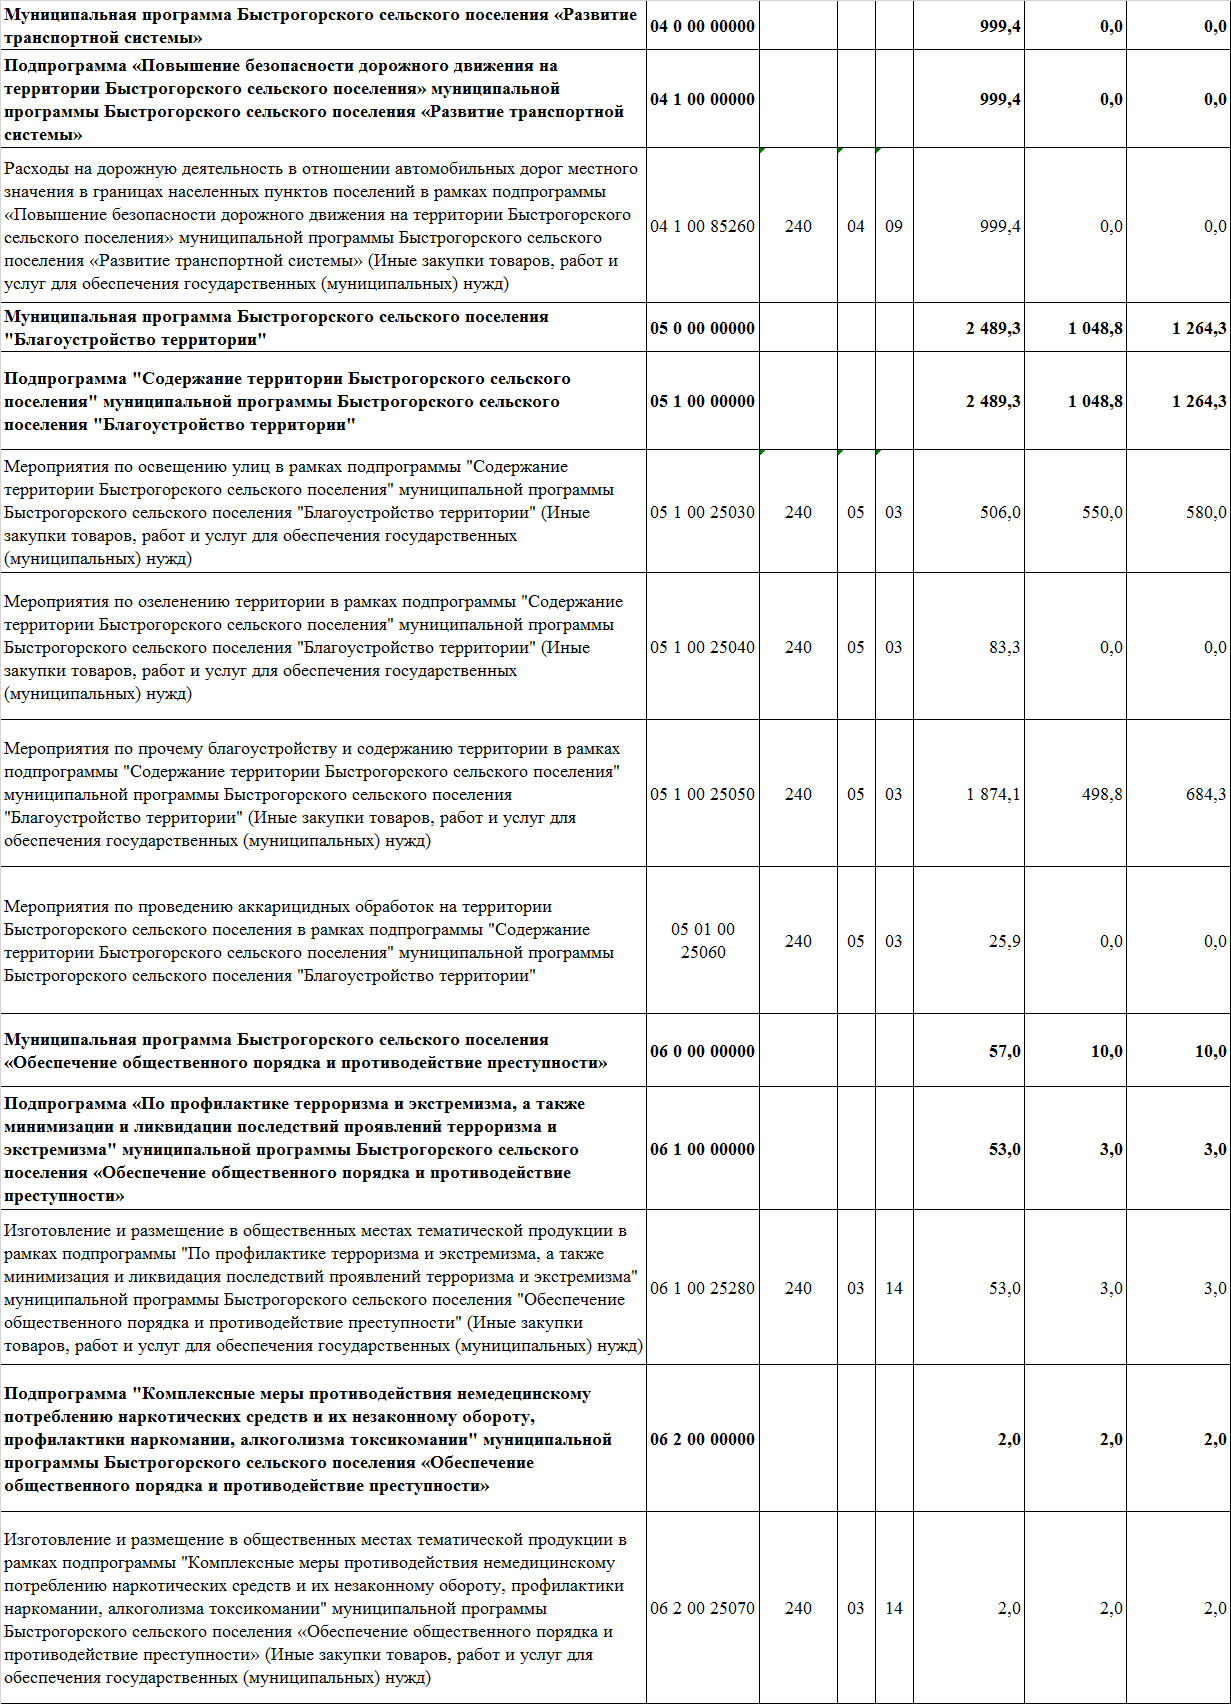 Муниципальная программа Быстрогорского сельского поселения «Развитие
транспортной системы»
04 0 00 00000
999,4
0,0
0,0
Подпрограмма «Повышение безопасности дорожного движения на
территории Быстрогорского сельского поселения» муниципальной
программы Быстрогорского сельского поселения «Развитие транспортной
системы»
04 1 00 00000
999,4
0,0
0,0
Расходы на дорожную деятельность в отношении автомобильных дорог местного
значения в границах населенных пунктов поселений в рамках подпрограммы
«Повышение безопасности дорожного движения на территории Быстрогорского
сельского поселения» муниципальной программы Быстрогорского сельского
поселения «Развитие транспортной системы» (Иные закупки товаров, работ и
услуг для обеспечения государственных (муниципальных) нужд)
04 1 00 85260
240
04
09
999,4
0,0
0,0
Муниципальная программа Быстрогорского сельского поселения
"Благоустройство территории"
05 0 00 00000
2 489,3
1 048,8
1 264,3
Подпрограмма "Содержание территории Быстрогорского сельского
поселения" муниципальной программы Быстрогорского сельского
поселения "Благоустройство территории"
05 1 00 00000
2 489,3
1 048,8
1 264,3
Мероприятия по освещению улиц в рамках подпрограммы "Содержание
территории Быстрогорского сельского поселения" муниципальной программы
Быстрогорского сельского поселения "Благоустройство территории" (Иные
закупки товаров, работ и услуг для обеспечения государственных
(муниципальных) нужд)
05 1 00 25030
240
05
03
506,0
550,0
580,0
Мероприятия по озеленению территории в рамках подпрограммы "Содержание
территории Быстрогорского сельского поселения" муниципальной программы
Быстрогорского сельского поселения "Благоустройство территории" (Иные
закупки товаров, работ и услуг для обеспечения государственных
(муниципальных) нужд)
05 1 00 25040
240
05
03
83,3
0,0
0,0
Мероприятия по прочему благоустройству и содержанию территории в рамках
подпрограммы "Содержание территории Быстрогорского сельского поселения"
муниципальной программы Быстрогорского сельского поселения
"Благоустройство территории" (Иные закупки товаров, работ и услуг для
обеспечения государственных (муниципальных) нужд)
05 1 00 25050
240
05
03
1 874,1
498,8
684,3
Мероприятия по проведению аккарицидных обработок на территории
Быстрогорского сельского поселения в рамках подпрограммы "Содержание
территории Быстрогорского сельского поселения" муниципальной программы
Быстрогорского сельского поселения "Благоустройство территории"
05 01 00
25060
240
05
03
25,9
0,0
0,0
Муниципальная программа Быстрогорского сельского поселения
«Обеспечение общественного порядка и противодействие преступности»
06 0 00 00000
57,0
10,0
10,0
Подпрограмма «По профилактике терроризма и экстремизма, а также
минимизации и ликвидации последствий проявлений терроризма и
экстремизма" муниципальной программы Быстрогорского сельского
поселения «Обеспечение общественного порядка и противодействие
преступности»
06 1 00 00000
53,0
3,0
3,0
Изготовление и размещение в общественных местах тематической продукции в
рамках подпрограммы "По профилактике терроризма и экстремизма, а также
минимизация и ликвидация последствий проявлений терроризма и экстремизма"
муниципальной программы Быстрогорского сельского поселения "Обеспечение
общественного порядка и противодействие преступности" (Иные закупки
товаров, работ и услуг для обеспечения государственных (муниципальных) нужд)
06 1 00 25280
240
03
14
53,0
3,0
3,0
Подпрограмма "Комплексные меры противодействия немедецинскому
потреблению наркотических средств и их незаконному обороту,
профилактики наркомании, алкоголизма токсикомании" муниципальной
программы Быстрогорского сельского поселения «Обеспечение
общественного порядка и противодействие преступности»
06 2 00 00000
2,0
2,0
2,0
Изготовление и размещение в общественных местах тематической продукции в
рамках подпрограммы "Комплексные меры противодействия немедицинскому
потреблению наркотических средств и их незаконному обороту, профилактики
наркомании, алкоголизма токсикомании" муниципальной программы
Быстрогорского сельского поселения «Обеспечение общественного порядка и
противодействие преступности» (Иные закупки товаров, работ и услуг для
обеспечения государственных (муниципальных) нужд)
06 2 00 25070
240
03
14
2,0
2,0
2,0